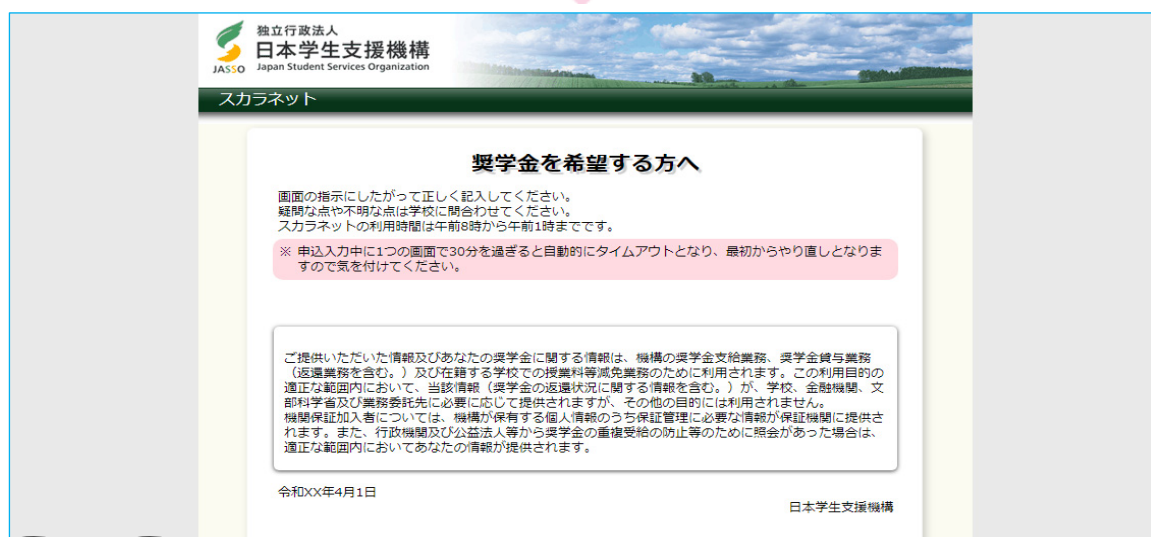 独立行政法人
日本学生支援機構
JASSO Japan Student Services Organization
スカラネット
奨学金を希望する方へ
画面の指示にしたがって正しく記入してください。
疑問な点や不明な点は学校に問合わせてください。
スカラネットの利用時間は午前8時から午前1時までです。
※ 申込入力中に1つの画面で30分を過ぎると自動的にタイムアウトとなり、最初からやり直しとなりま
すので気を付けてください。
ご提供いただいた情報及びあなたの奨学金に関する情報は、機構の奨学金支給業務、奨学金貸与業務
(返還業務を含む。)及び在籍する学校での授業料等減免業務のために利用されます。この利用目的の
適正な範囲内において、当該情報(奨学金の返還状況に関する情報を含む。)が、学校、金融機関、文
部科学省及び業務委託先に必要に応じて提供されますが、その他の目的には利用されません。
機関保証加入者については、機構が保有する個人情報のうち保証管理に必要な情報が保証機関に提供さ
れます。また、行政機関及び公益法人等から奨学金の重複受給の防止等のために照会があった場合は、
適正な範囲内においてあなたの情報が提供されます。
令和XX年4月1日
日本学生支援機構